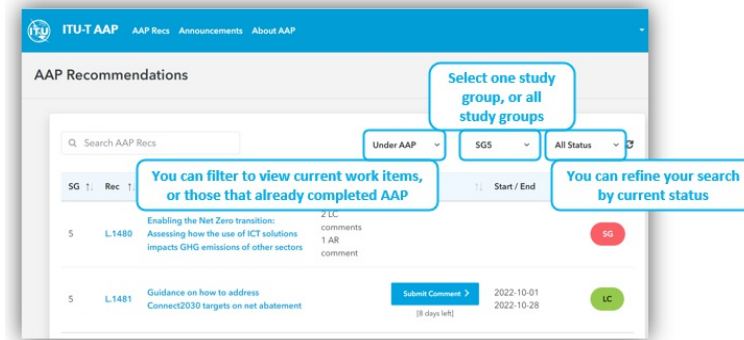 ITU-T AAP AAP Recs Announcements About AAP
AAP Recommendations
Select one study
group, or all
study groups
Search AAP Recs
Under AAP
SG5
All Status
SG Rec
You can filter to view current work items,
or those that already completed AAP
Start / End
You can refine your search
by current status
5 L.1480
Enabling the Net Zero transition:
Assessing how the use of ICT solutions
impacts GHG emissions of other sectors
2 LC
comments
1 AR
comment
SG
5 L.1481
Guidance on how to address
Connect2030 targets on net abatement
Submit Comment >
[8 days left]
2022-10-01
2022-10-28
LC